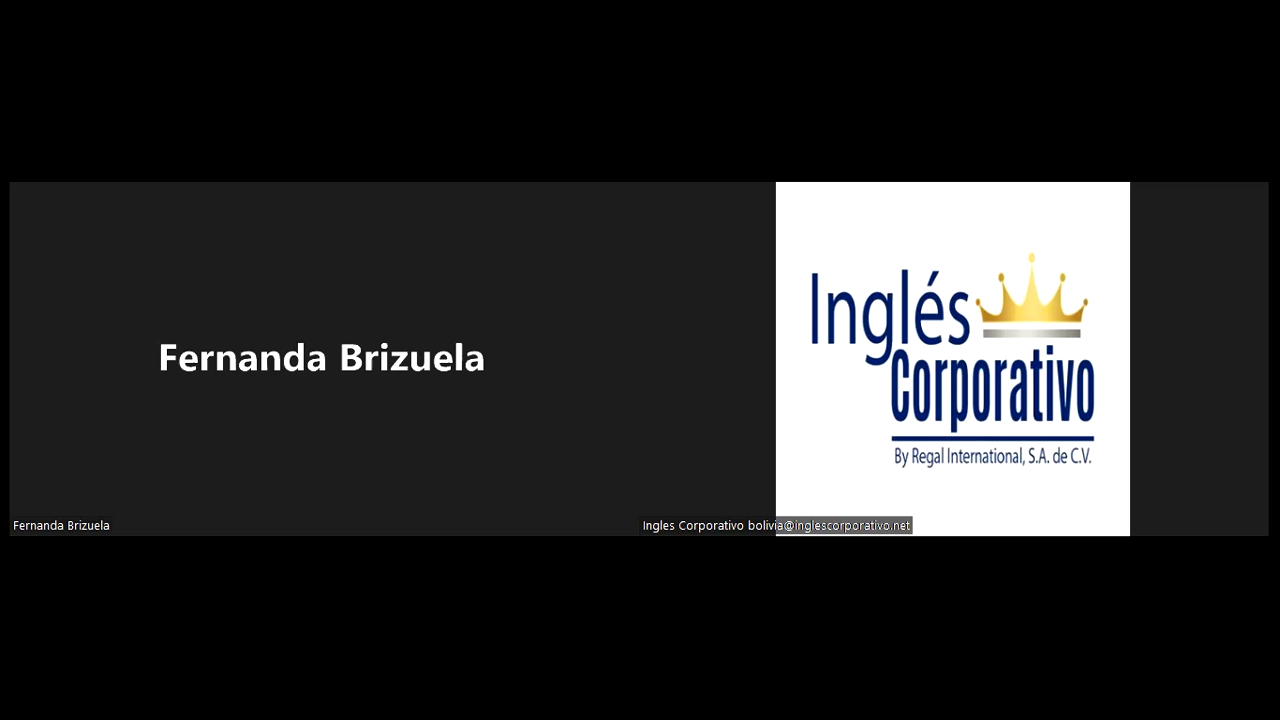 Fernanda Brizuela
Inglés
Corporativo
By Regal International, S.A. de C.V.
Fernanda Brizuela
Ingles Corporativo bolivia@inglescorporativo.net